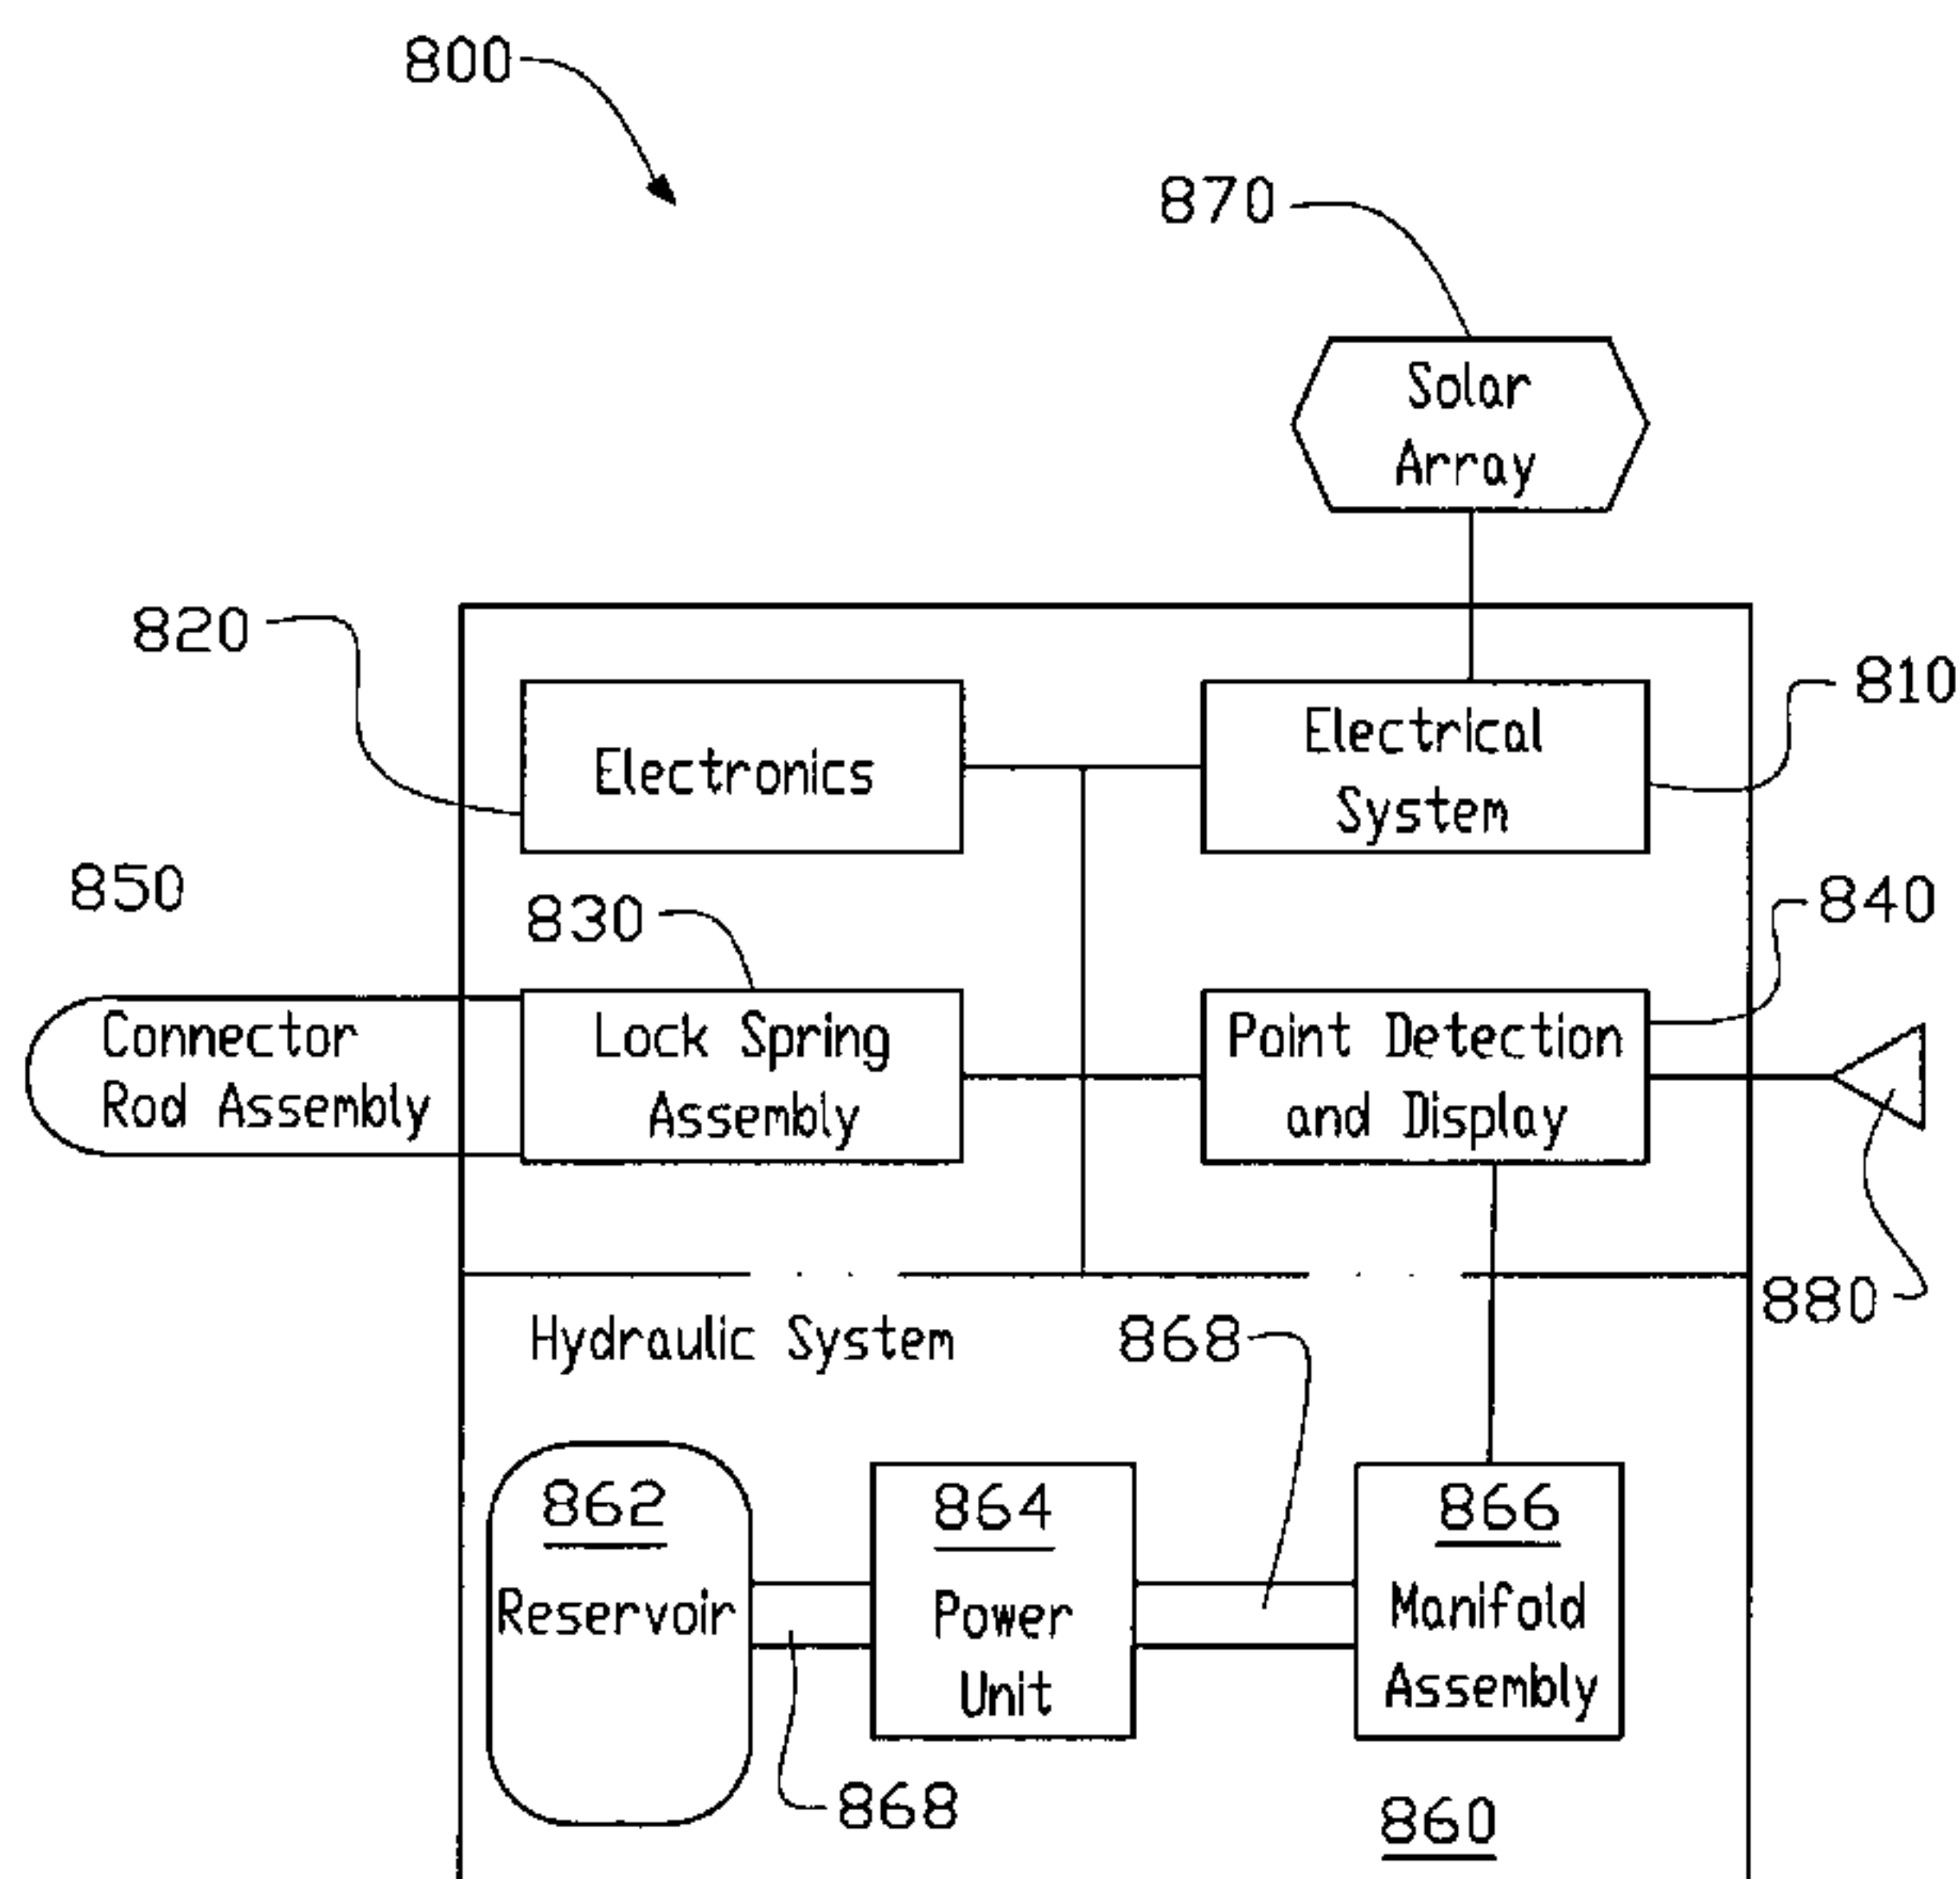 800
870
Solar
Array
820
810
Electronics
Electrical
System
850
830
840
Connector
Rod Assembly
Lock Spring
Assembly
Point Detection
and Display
880
Hydraulic System
868
862
Reservoir
864
Power
Unit
866
Manifold
Assembly
868
860